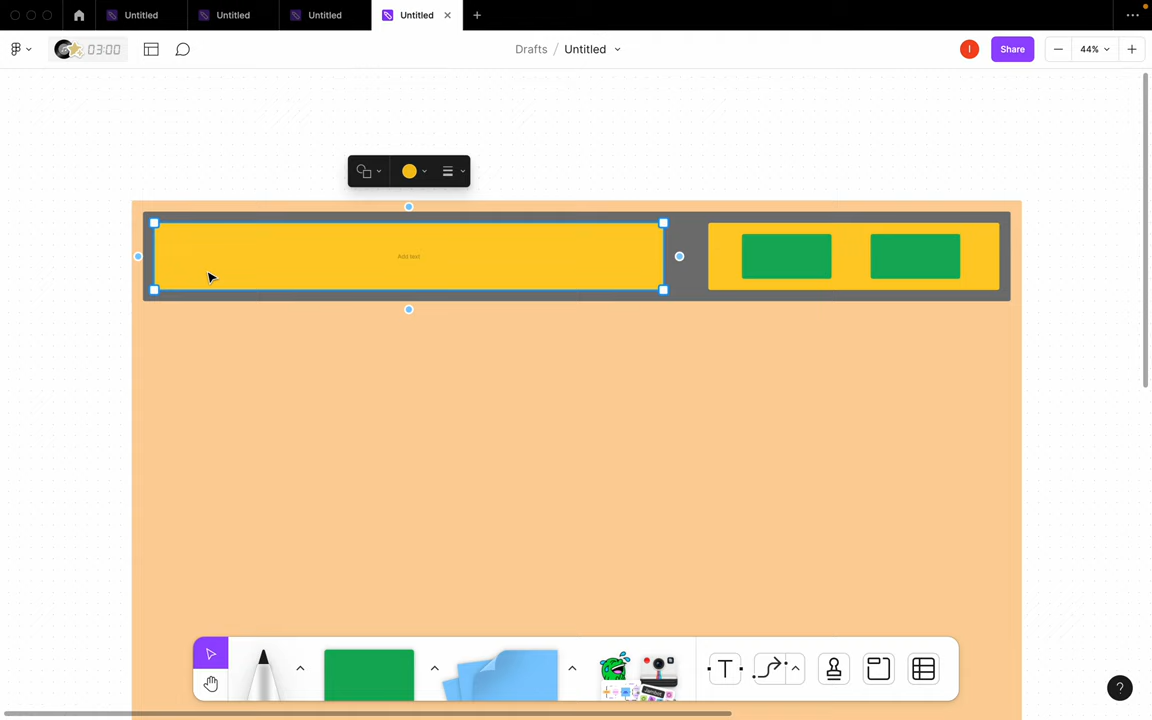 Untitled
Untitled
Untitled
Untitled
03:00
Drafts / Untitled
I
Share
44%
Add text
T
?